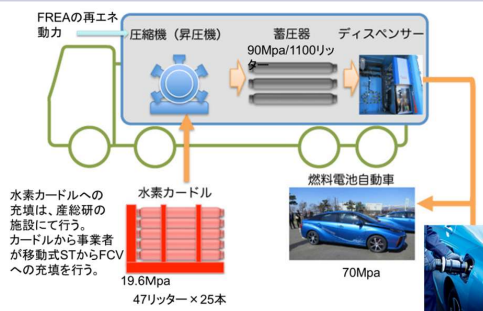 FREAの再エネ
動力
圧縮機（昇圧機）
蓄圧器
90Mpa/1100リッ
ター
ディスペンサー
水素カードルへの
充填は、産総研の
施設にて行う。
カードルから事業者
が移動式STからFCV
への充填を行う。
水素カードル
19.6Mpa
47リッター×25本
燃料電池自動車
70Mpa